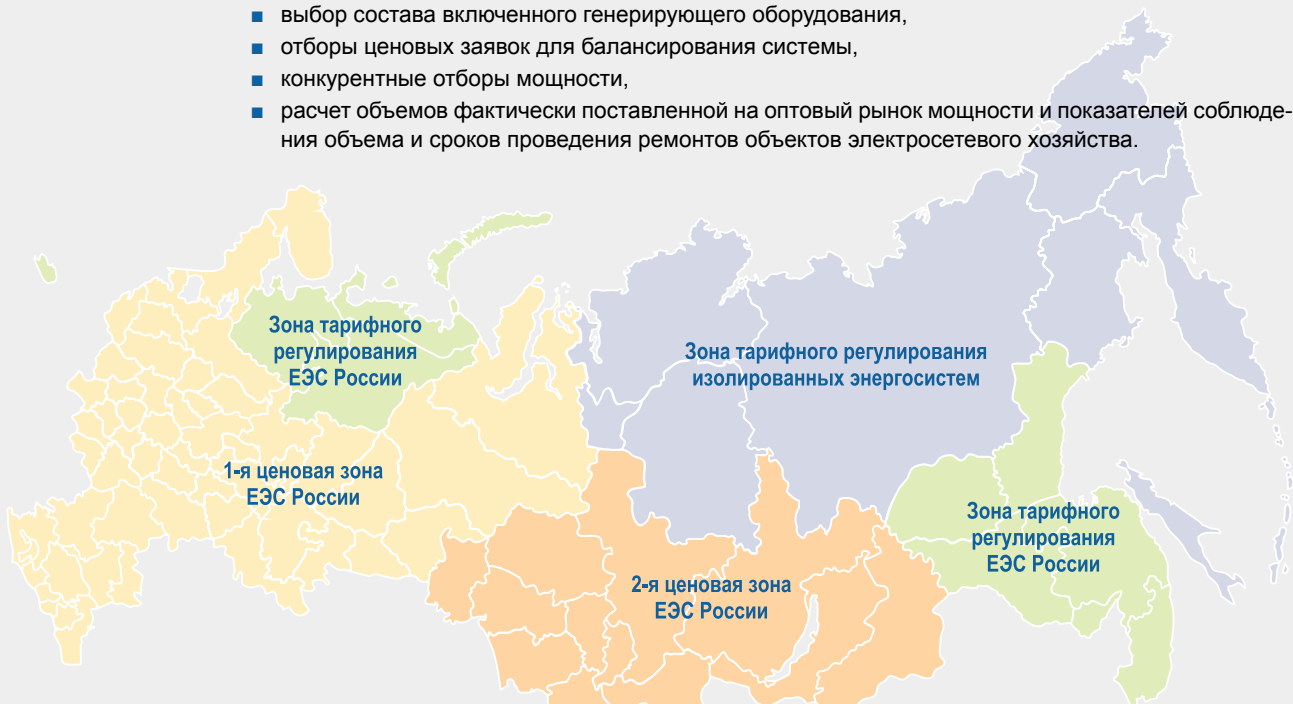 ■ выбор состава включенного генерирующего оборудования,
■ отборы ценовых заявок для балансирования системы,
■ конкурентные отборы мощности,
■ расчет объемов фактически поставленной на оптовый рынок мощности и показателей соблюде-
ния объема и сроков проведения ремонтов объектов электросетевого хозяйства.
Зона тарифного
регулирования
ЕЭС России
Зона тарифного регулирования
изолированных энергосистем
1-я ценовая зона
ЕЭС России
Зона тарифного
регулирования
ЕЭС России
2-я ценовая зона
ЕЭС России